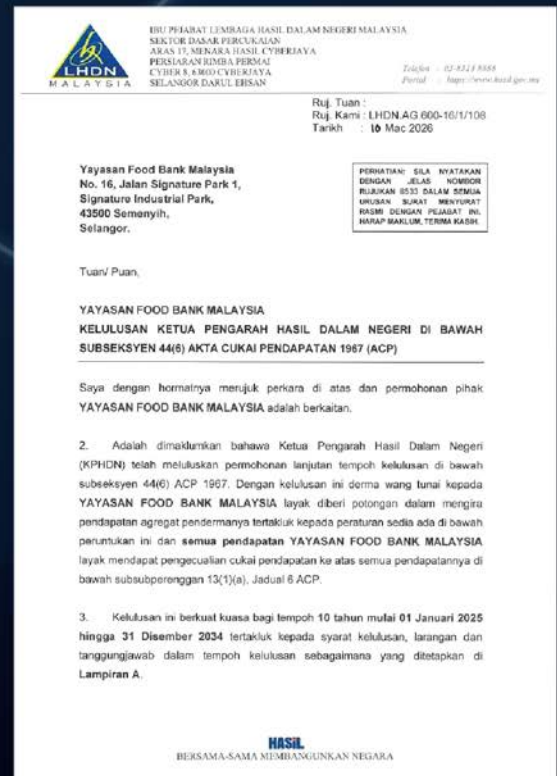 LHDN
MALAYSIA
IBU PEJABAT LEMBAGA HASIL DALAM NEGERI MALAYSIA
SEKTOR DASAR PERCUKAIAN
ARAS 17, MENARA HASIL CYBERJAYA
PERSIARAN RIMBA PERMAI
CYBER 8, 63000 CYBERJAYA
SELANGOR DARUL EHSAN
Telefon : 03-8313 8888
Portal : https://www.hasil.gov.my
Ruj. Tuan :
Ruj. Kami : LHDN.AG.600-16/1/108
Tarikh : 16 Mac 2026
Yayasan Food Bank Malaysia
No. 16, Jalan Signature Park 1,
Signature Industrial Park,
43500 Semenyih,
Selangor.
PERHATIAN: SILA NYATAKAN
DENGAN JELAS NOMBOR
RUJUKAN 6533 DALAM SEMUA
URUSAN SURAT MENYURAT
RASMI DENGAN PEJABAT INI.
HARAP MAKLUM, TERIMA KASIH.
Tuan/ Puan,
YAYASAN FOOD BANK MALAYSIA
KELULUSAN KETUA PENGARAH HASIL DALAM NEGERI DI BAWAH
SUBSEKSYEN 44(6) AKTA CUKAI PENDAPATAN 1967 (ACP)
Saya dengan hormatnya merujuk perkara di atas dan permohonan pihak
YAYASAN FOOD BANK MALAYSIA adalah berkaitan.
2. Adalah dimaklumkan bahawa Ketua Pengarah Hasil Dalam Negeri
(KPHDN) telah meluluskan permohonan lanjutan tempoh kelulusan di bawah
subseksyen 44(6) ACP 1967. Dengan kelulusan ini derma wang tunai kepada
YAYASAN FOOD BANK MALAYSIA layak diberi potongan dalam mengira
pendapatan agregat pendermanya tertakluk kepada peraturan sedia ada di bawah
peruntukan ini dan semua pendapatan YAYASAN FOOD BANK MALAYSIA
layak mendapat pengecualian cukai pendapatan ke atas semua pendapatannya di
bawah subsubperenggan 13(1)(a), Jadual 6 ACP.
3. Kelulusan ini berkuat kuasa bagi tempoh 10 tahun mulai 01 Januari 2025
hingga 31 Disember 2034 tertakluk kepada syarat kelulusan, larangan dan
tanggungjawab dalam tempoh kelulusan sebagaimana yang ditetapkan di
Lampiran A.
HASiL
BERSAMA-SAMA MEMBANGUNKAN NEGARA